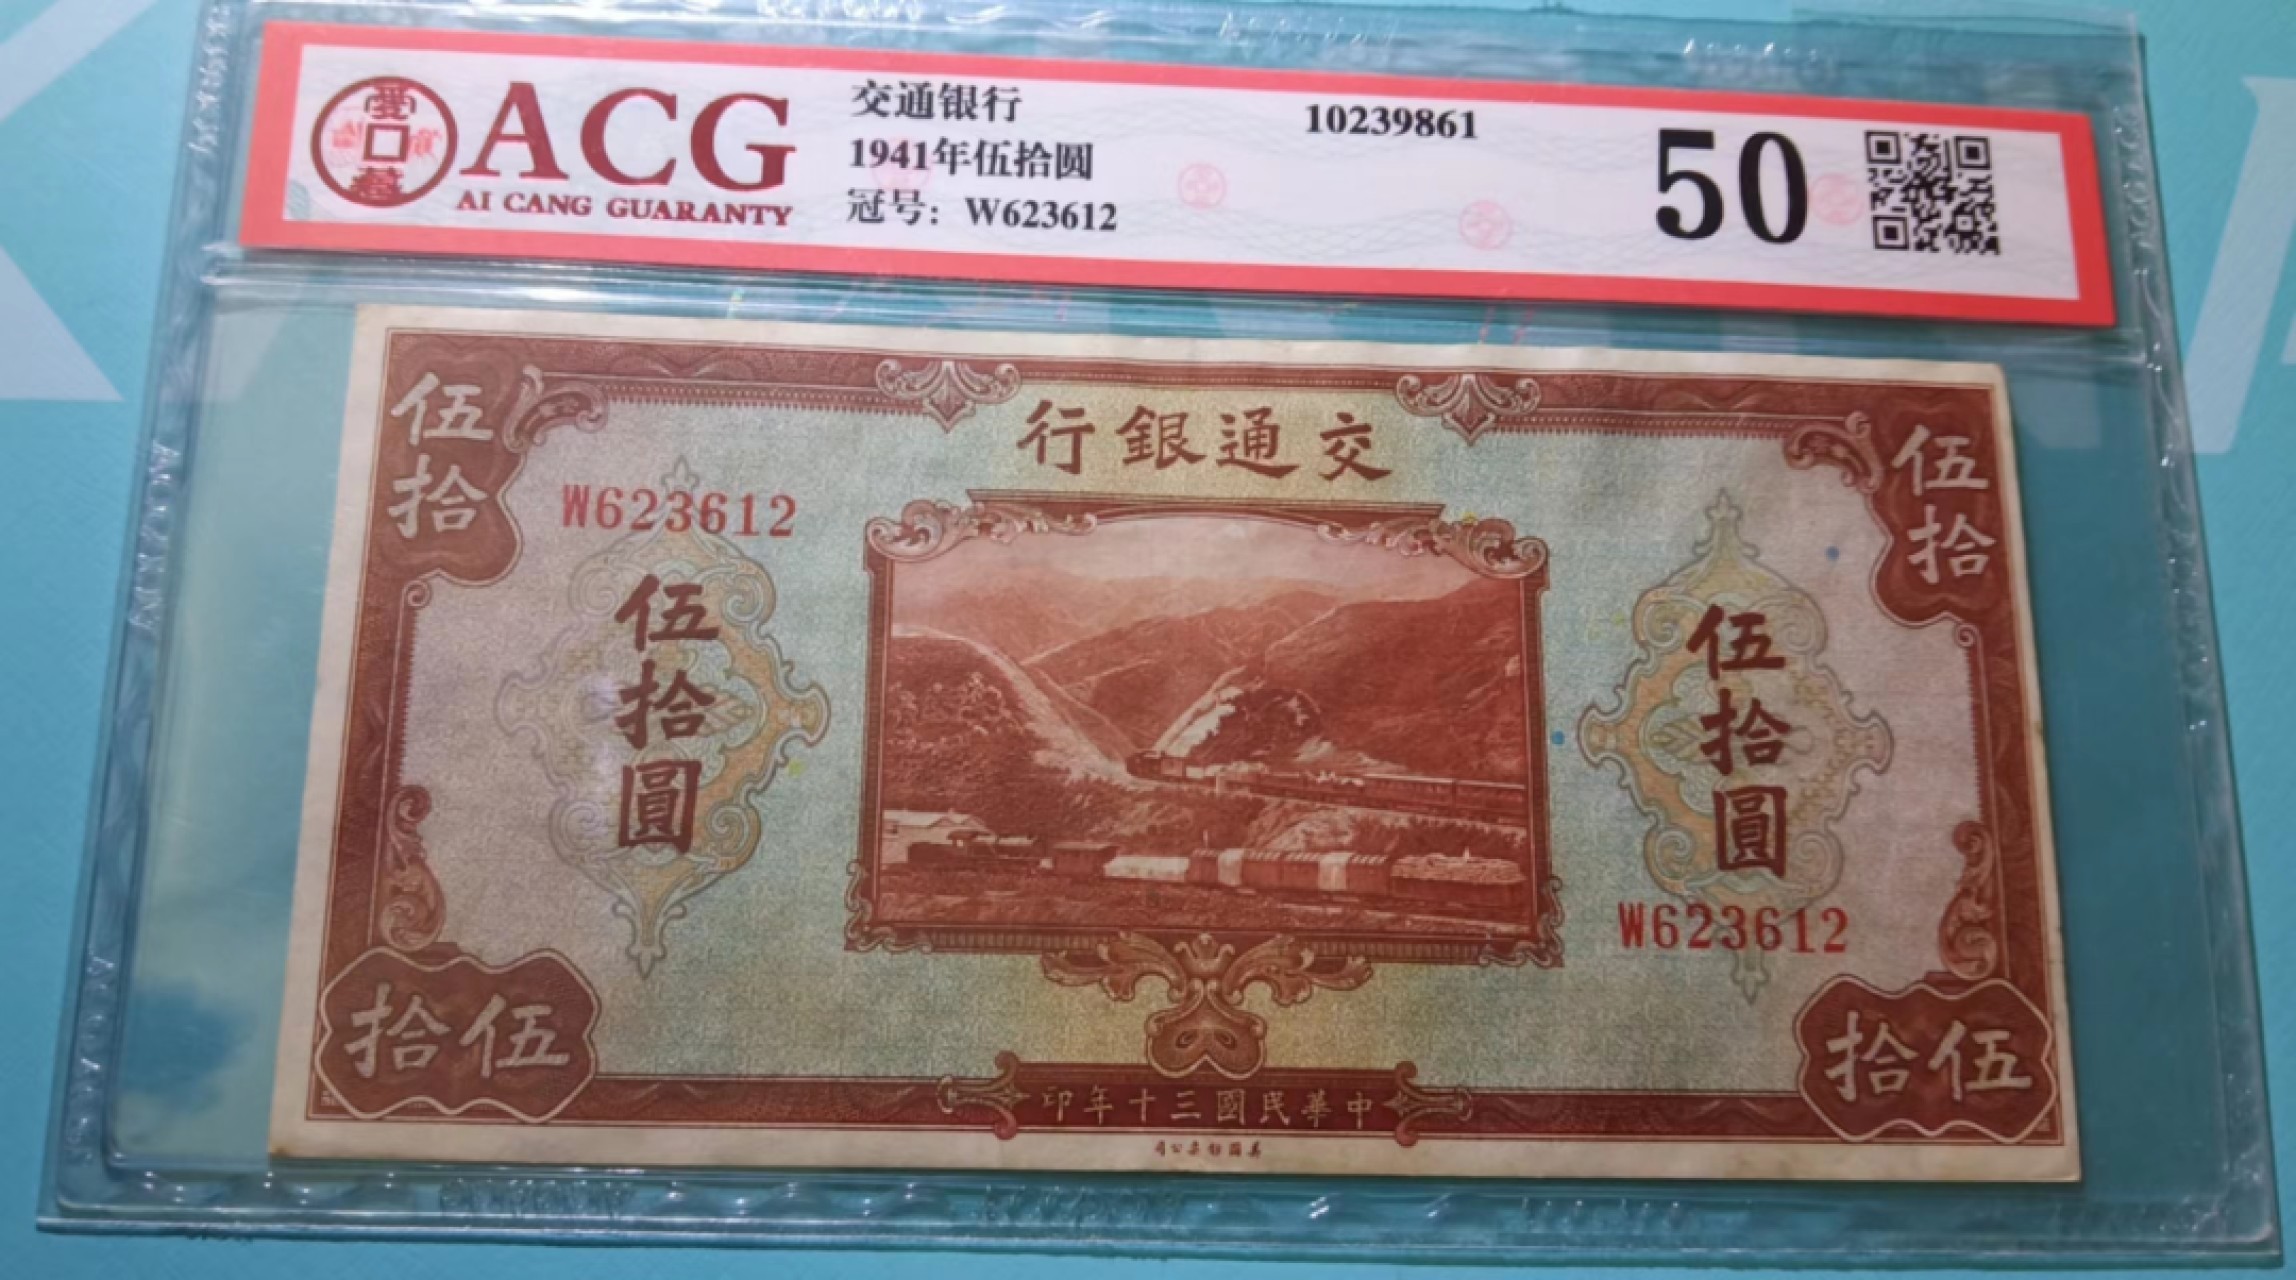 ACG
AI CANG GUARANTY
交通银行
1941年伍拾圆
冠号: W623612
10239861
50
伍拾
行銀通交
伍拾
W623612
伍拾圓
伍拾圓
W623612
拾伍
拾伍
印年十三國民華中